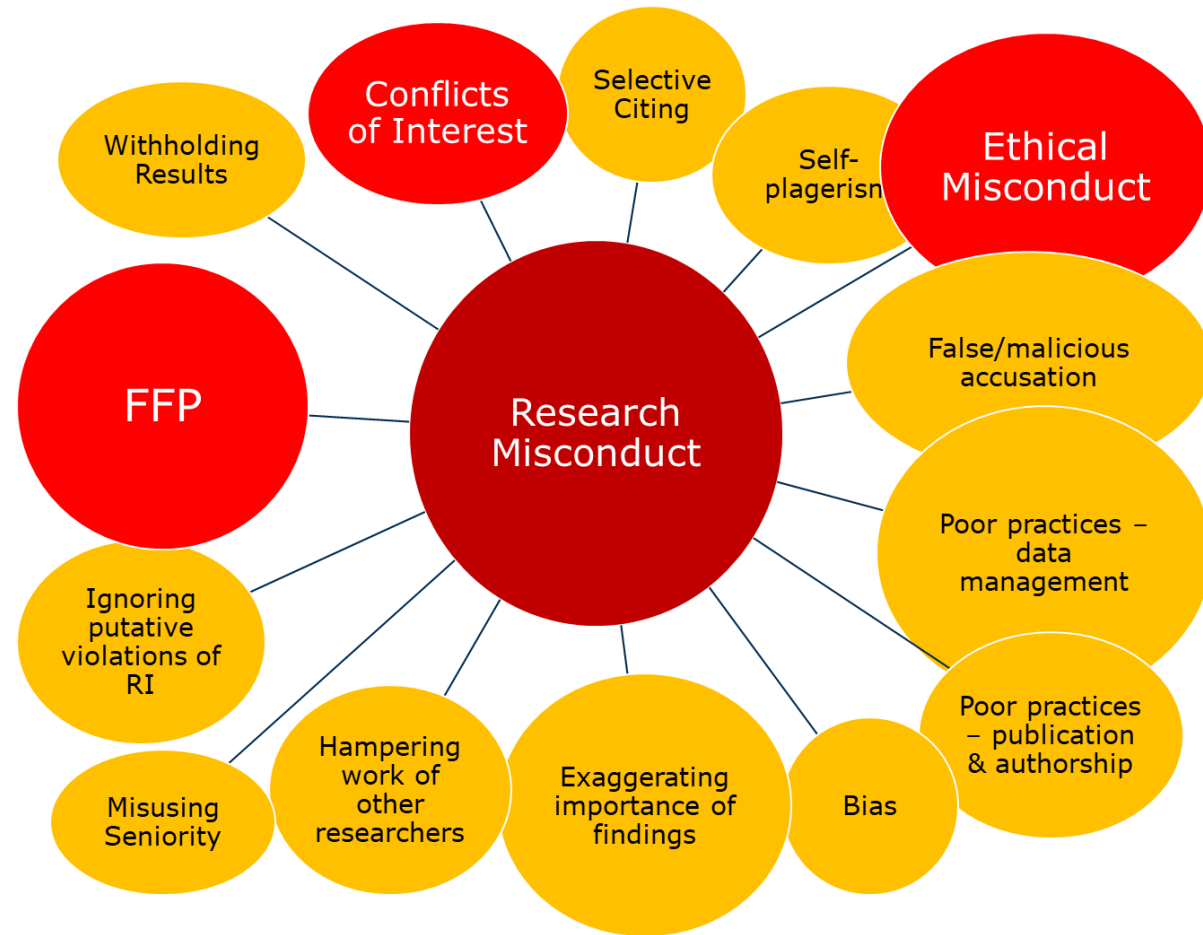 Conflicts
of Interest
Selective
Citing
Withholding
Results
Self-
plagerism
Ethical
Misconduct
FFP
Research
Misconduct
False/malicious
accusation
Poor practices –
data
management
Ignoring
putative
violations of
RI
Poor practices
– publication
& authorship
Misusing
Seniority
Hampering
work of
other
researchers
Exaggerating
importance of
findings
Bias